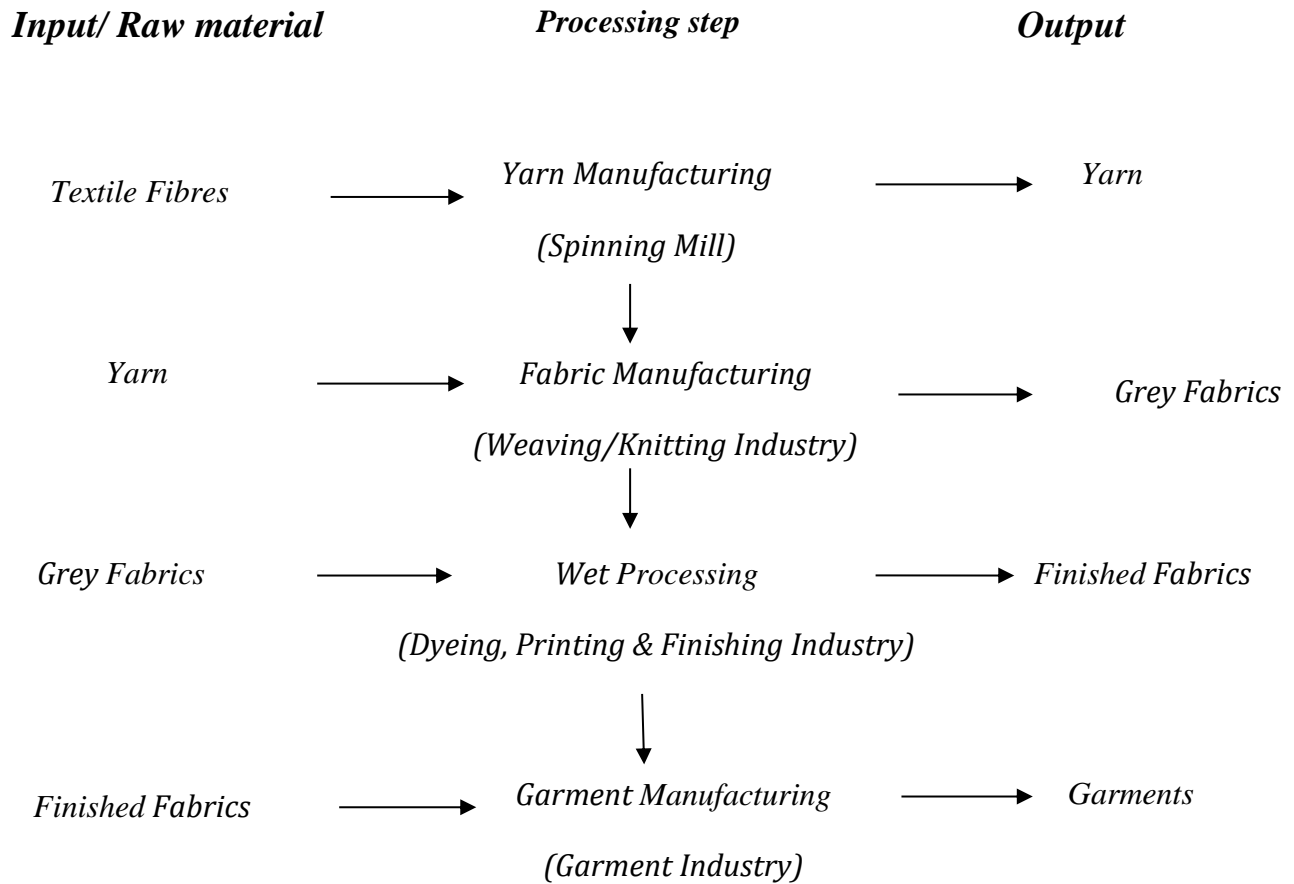 Input/ Raw material Processing step Output
Textile Fibres Yarn Manufacturing Yarn
(Spinning Mill)
Yarn Fabric Manufacturing Grey Fabrics
(Weaving/Knitting Industry)
Grey Fabrics Wet Processing Finished Fabrics
(Dyeing, Printing & Finishing Industry)
Finished Fabrics Garment Manufacturing Garments
(Garment Industry)